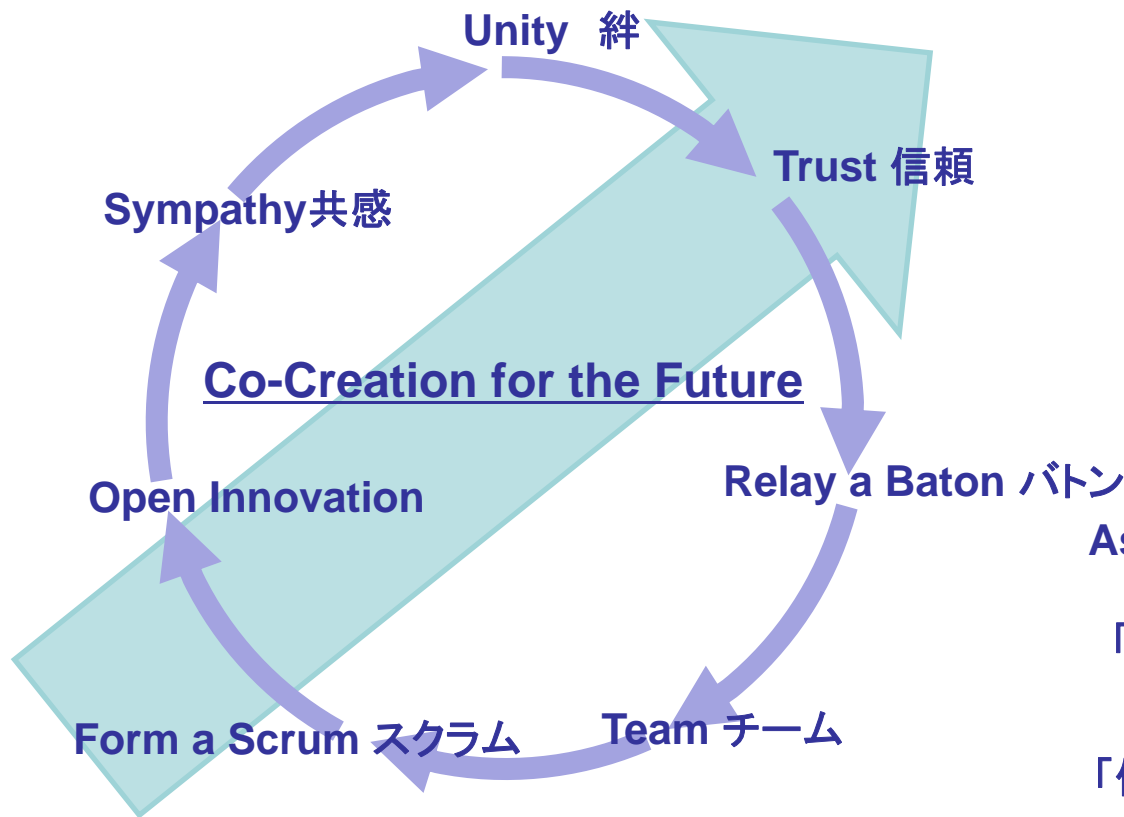 Unity 絆
Trust 信頼
Sympathy共感
Co-Creation for the Future
Relay a Baton バトン
Open Innovation
As
「
Team チーム
Form a Scrum スクラム